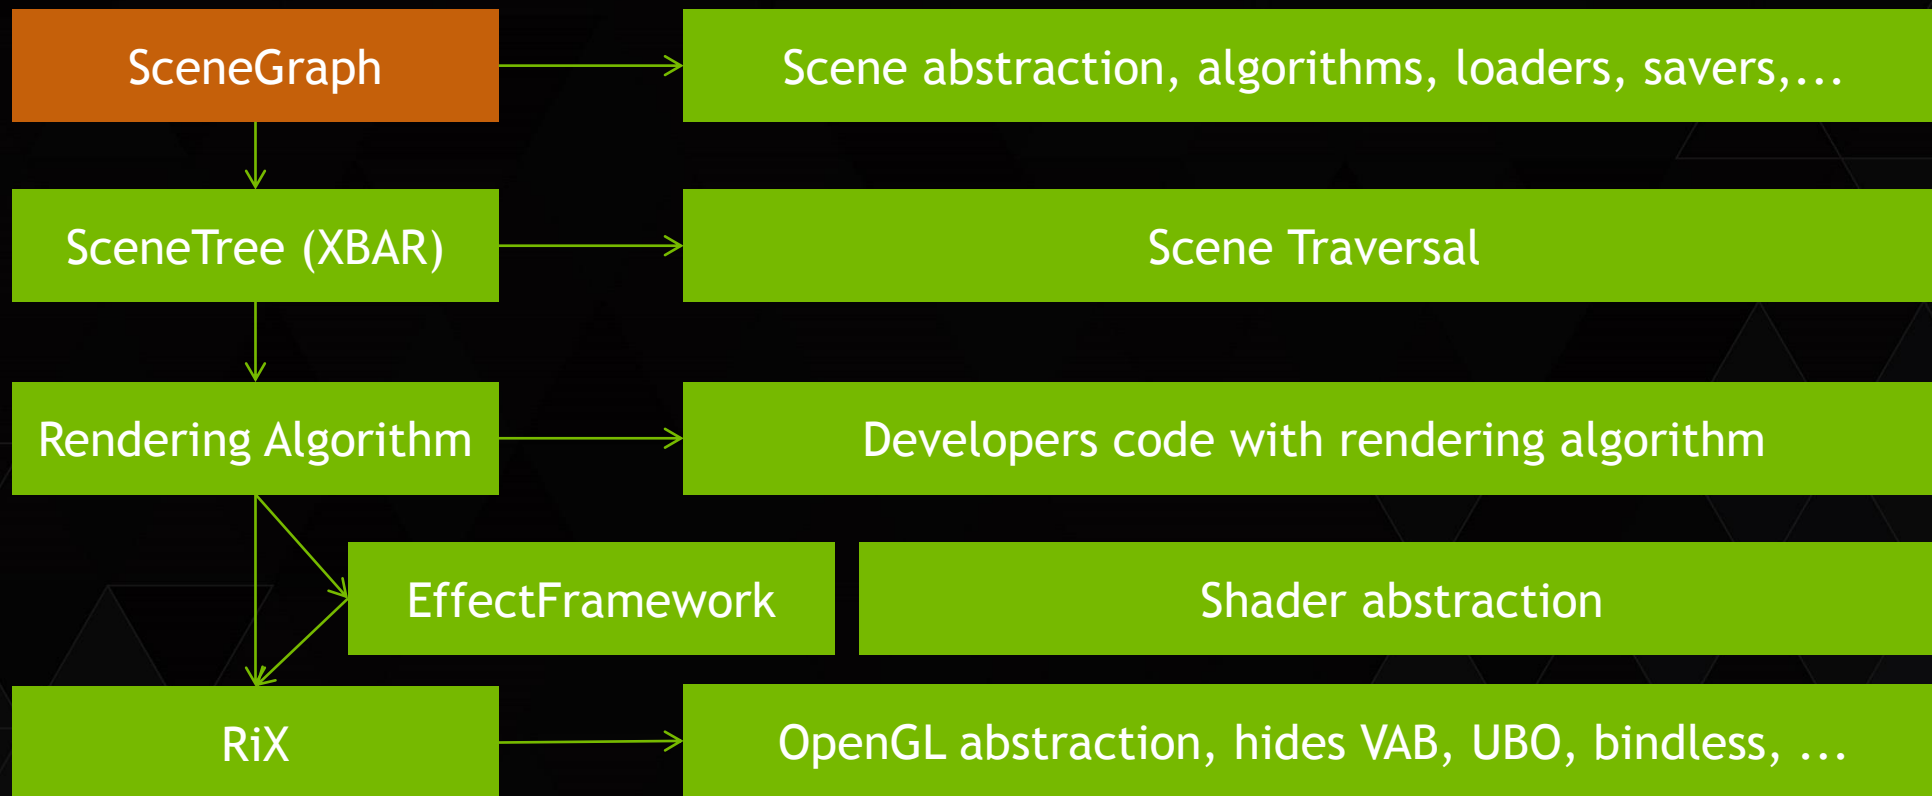 SceneGraph
Scene abstraction, algorithms, loaders, savers,...
SceneTree (XBAR)
Scene Traversal
Rendering Algorithm
Developers code with rendering algorithm
EffectFramework
Shader abstraction
RiX
OpenGL abstraction, hides VAB, UBO, bindless, ...